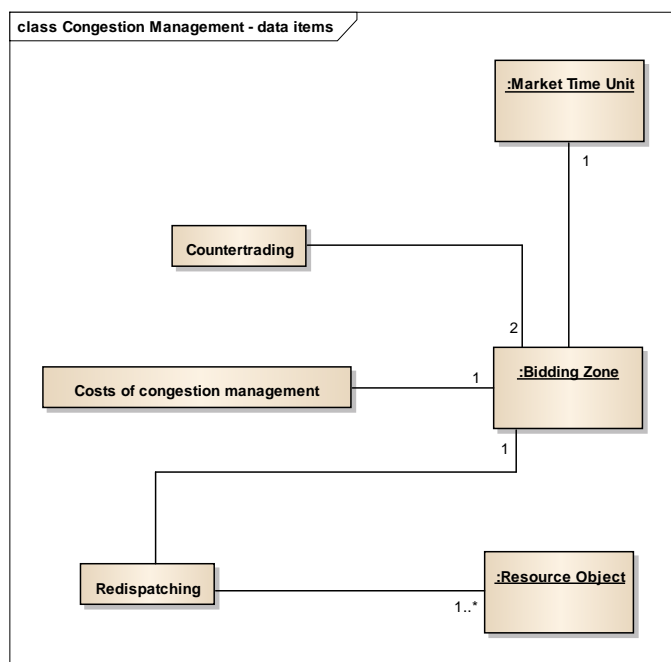 class Congestion Management - data items
:Market Time Unit
1
Countertrading
2
:Bidding Zone
Costs of congestion management
1
1
Redispatching
:Resource Object
1..*